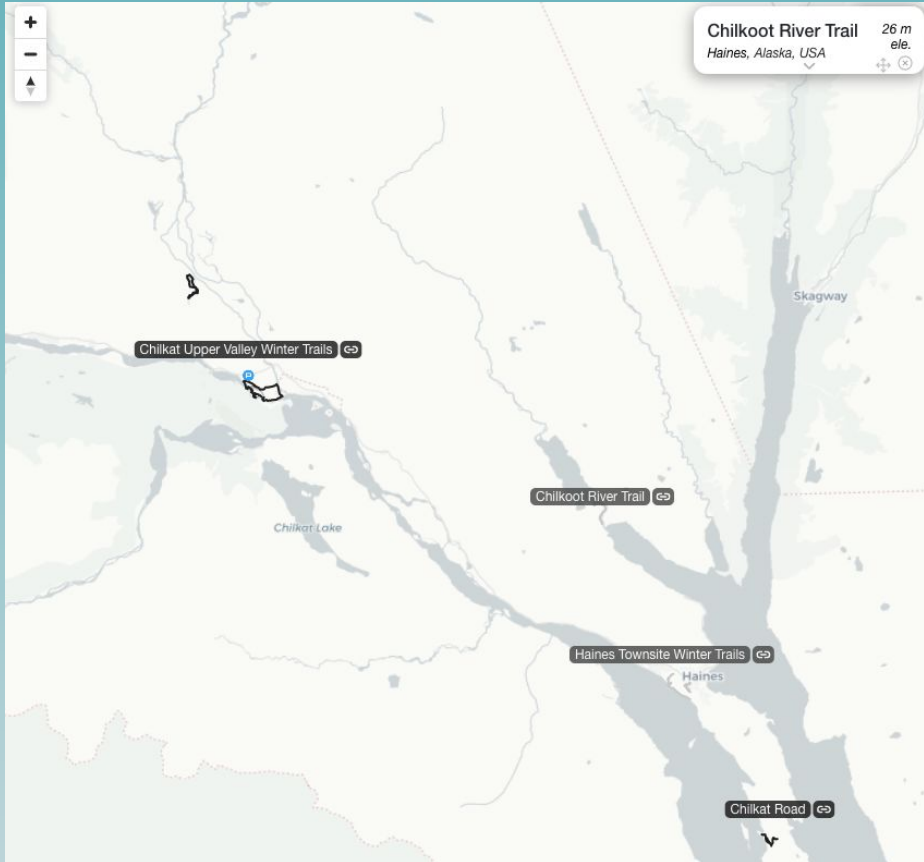 +
−
Chilkoot River Trail
26 m
ele.
Haines, Alaska, USA
Skagway
Chilkat Upper Valley Winter Trails
P
Chilkoot River Trail
Chilkat Lake
Haines Townsite Winter Trails
Haines
Chilkat Road